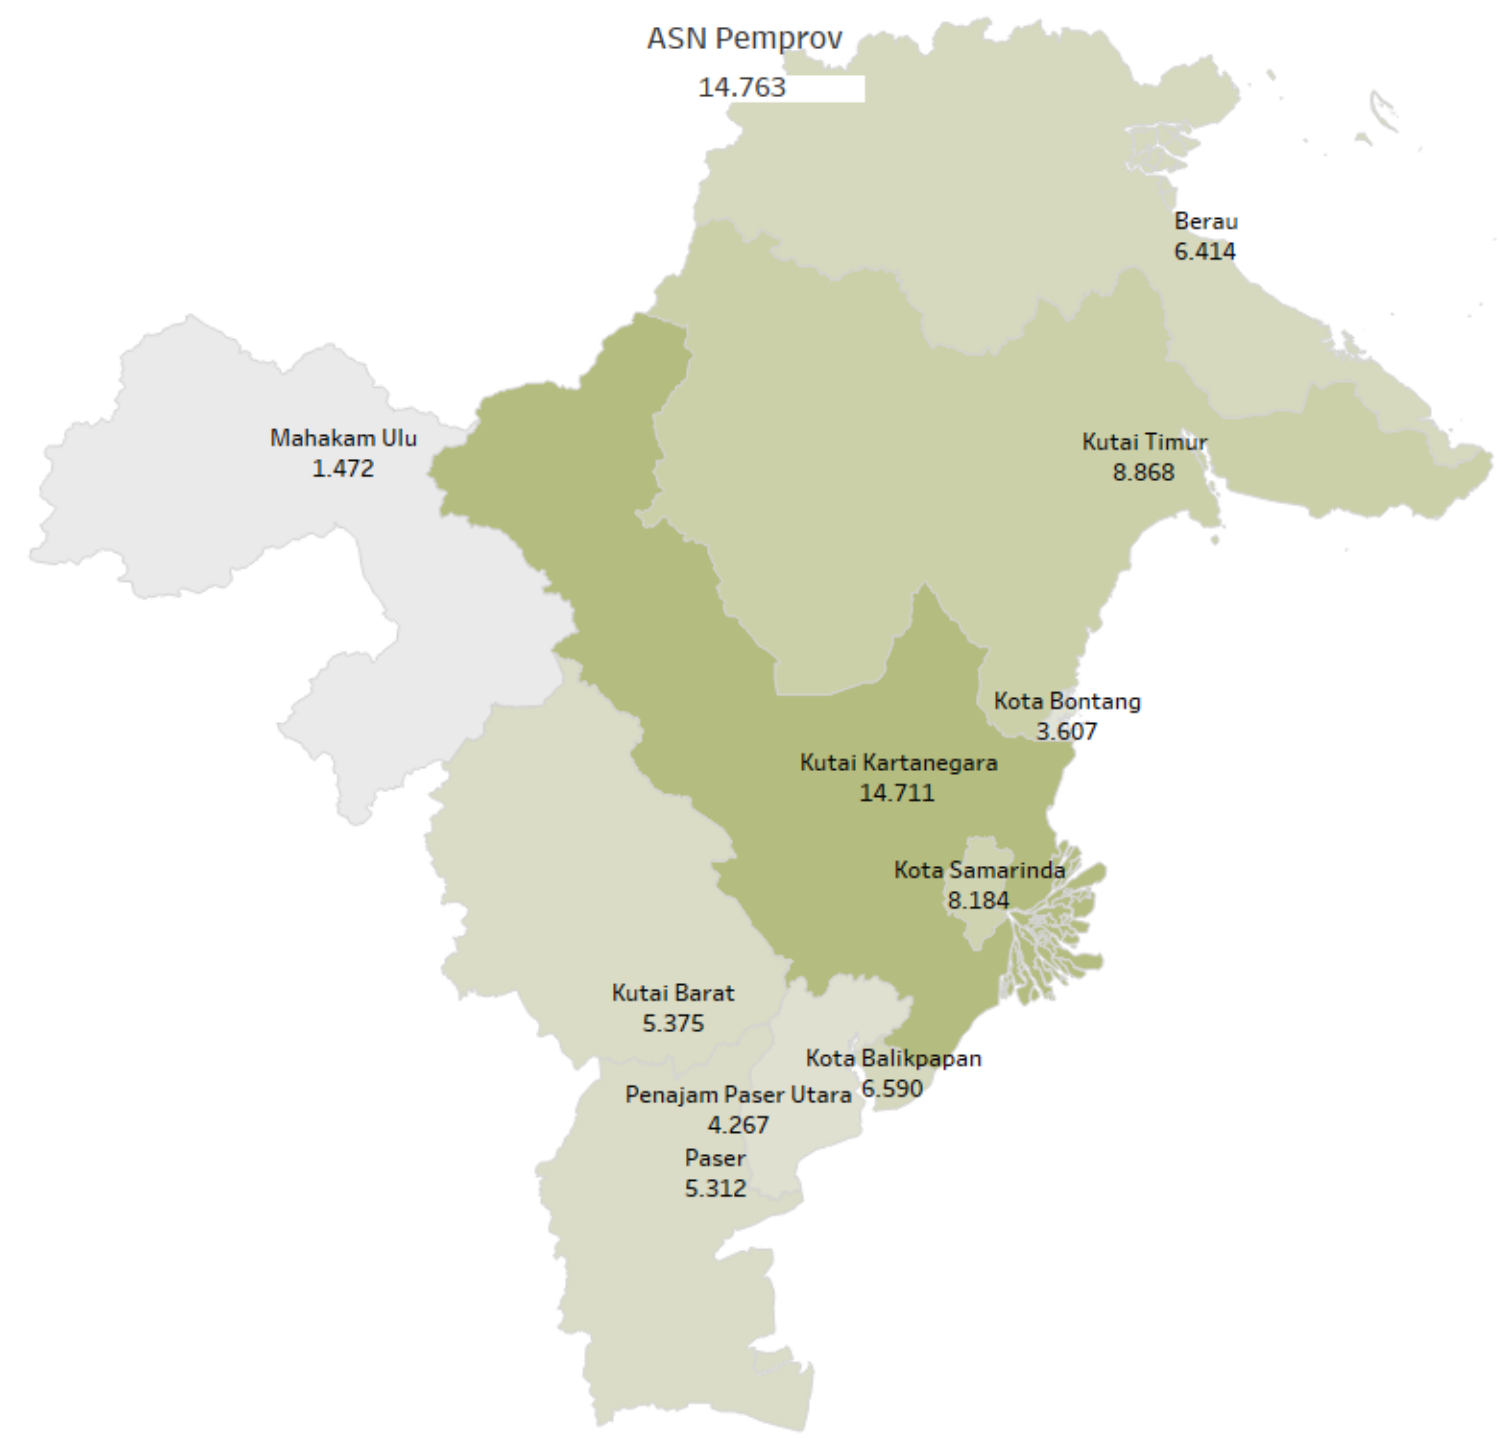 ASN Pemprov
14.763
Berau
6.414
Mahakam Ulu
1.472
Kutai Timur
8.868
Kota Bontang
3.607
Kutai Kartanegara
14.711
Kota Samarinda
8.184
Kutai Barat
5.375
Kota Balikpapan
6.590
Penajam Paser Utara
4.267
Paser
5.312